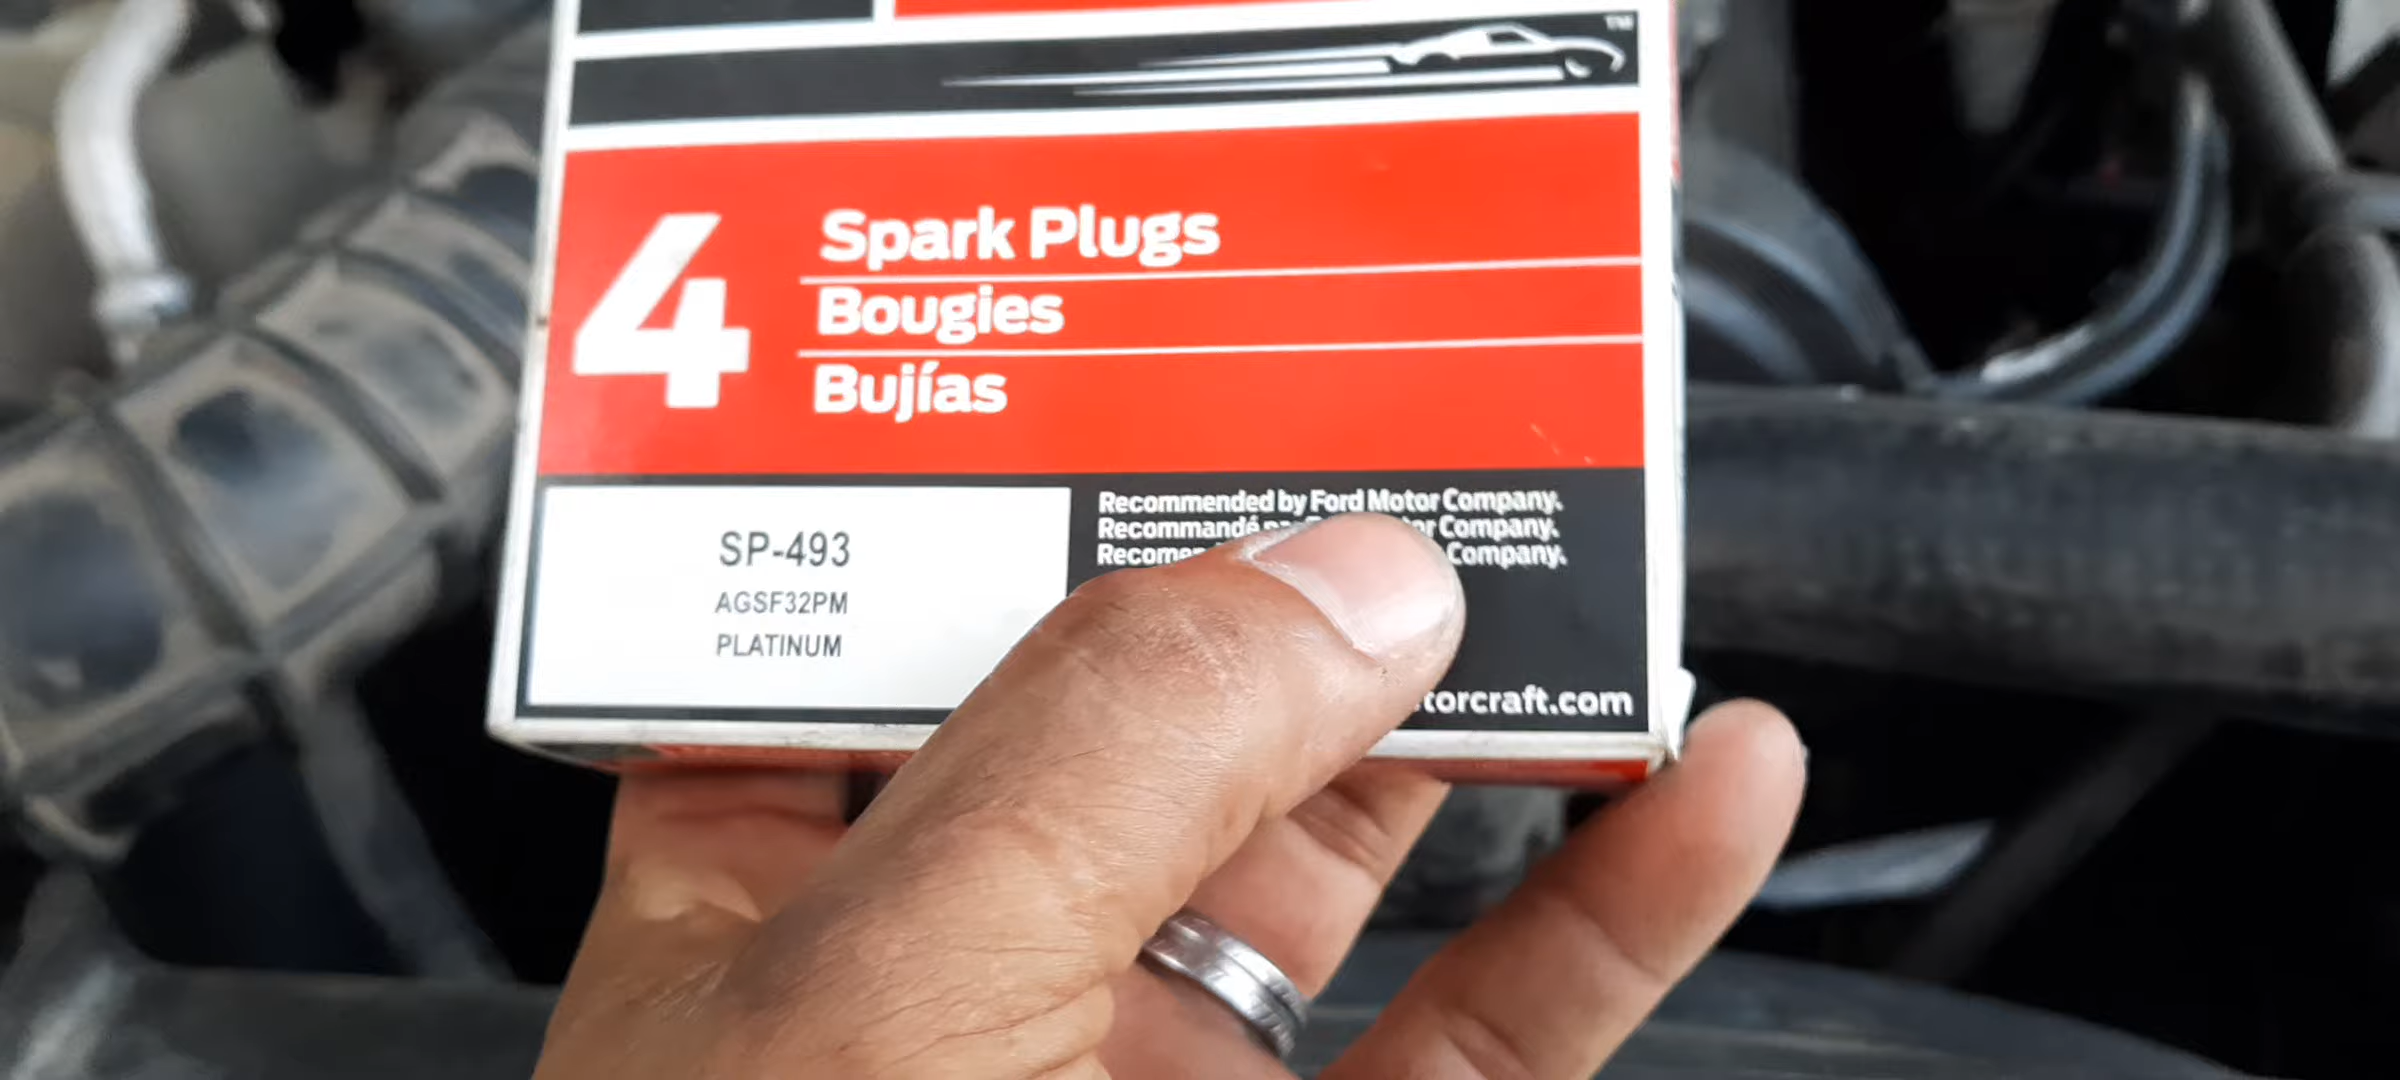 TM
4
Spark Plugs
Bougies
Bujías
SP-493
AGSF32PM
PLATINUM
Recommended by Ford Motor Company.
Recommandé Company.
Company.
torcraft.com